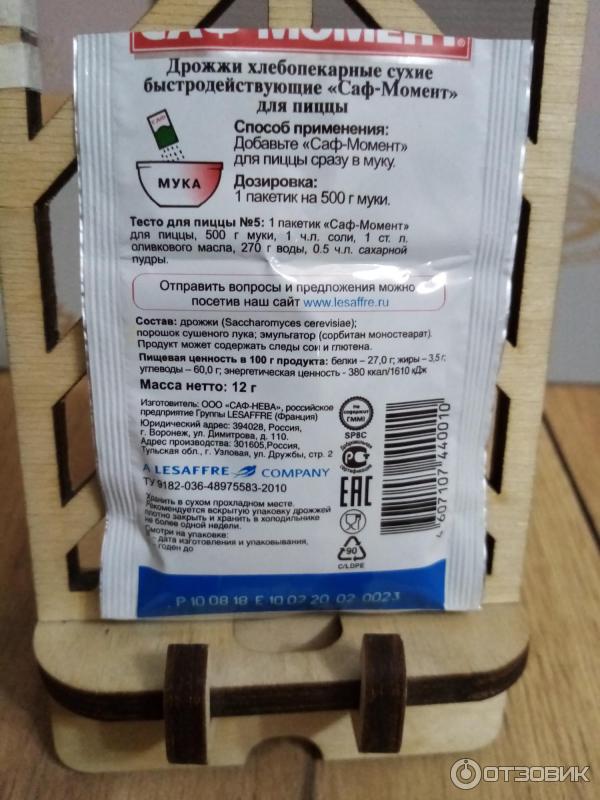 САФ-МОМЕНТ®
Дрожжи хлебопекарные сухие
быстродействующие «Саф-Момент»
для пиццы
Способ применения:
Добавьте «Саф-Момент»
для пиццы сразу в муку.
МУКА
Дозировка:
1 пакетик на 500 г муки.
Тесто для пиццы №5: 1 пакетик «Саф-Момент»
для пиццы, 500 г муки, 1 ч.л. соли, 1 ст. л.
оливкового масла, 270 г воды, 0.5 ч.л. сахарной
пудры.
Отправить вопросы и предложения можно
посетив наш сайт www.lesaffre.ru
Состав: дрожжи (Saccharomyces cerevisiae);
порошок сушеного лука; эмульгатор (сорбитан моностеарат).
Продукт может содержать следы сои и глютена.
Пищевая ценность в 100 г продукта: белки – 27,0 г; жиры – 3,5 г;
углеводы – 60,0 г; энергетическая ценность - 380 ккал/1610 кДж
Масса нетто: 12 г
Изготовитель: ООО «САФ-НЕВА», российское
предприятие Группы LESAFFRE (Франция)
Юридический адрес: 394028, Россия,
г. Воронеж, ул. Димитрова, д. 110.
Адрес производства: 301605,Россия,
Тульская обл., г. Узловая, ул. Дружбы, стр. 2
A LESAFFRE COMPANY
ТУ 9182-036-48975583-2010
Хранить в сухом прохладном месте.
Рекомендуется вскрытую упаковку дрожжей
плотно закрыть и хранить в холодильнике
не более одной недели.
Смотри на упаковке:
– дата изготовления и упаковывания,
годен до
не содержит ГММ!
SP8C
Добровольная
РС
сертификация
EAC
90
C/LDPE
4 607107 440010
P 10 08 18 E 10 02 20 02 0023
ОТЗОВИК